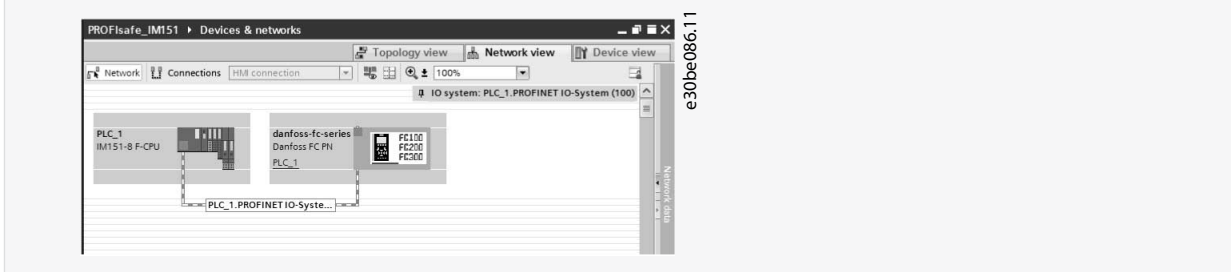 PROFIsafe_IM151 ▸ Devices & networks
Topology view Network view Device view
Network Connections HMI connection 100%
IO system: PLC_1.PROFINET IO-System (100)
PLC_1
IM151-8 F-CPU
danfoss-fc-series
Danfoss FC PN
PLC_1
FC100
FC200
FC300
PLC_1.PROFINET IO-Syste...
Network data
e30be086.11